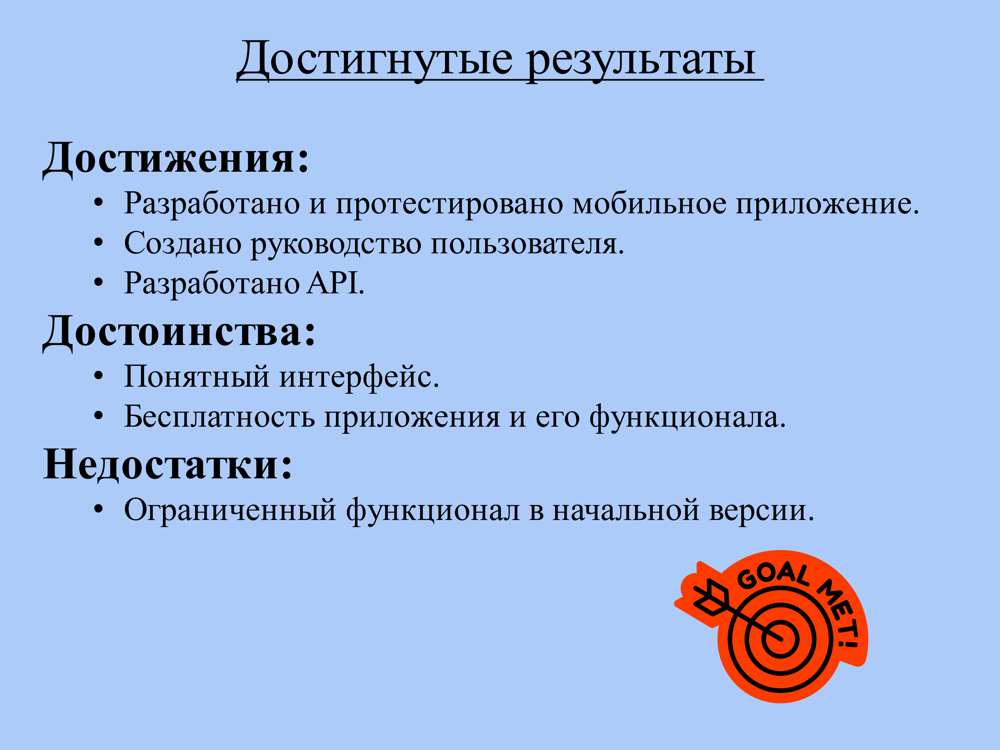 Достигнутые результаты
Достижения:
• Разработано и протестировано мобильное приложение.
• Создано руководство пользователя.
• Разработано API.
Достоинства:
• Понятный интерфейс.
• Бесплатность приложения и его функционала.
Недостатки:
• Ограниченный функционал в начальной версии.
GOAL MET!